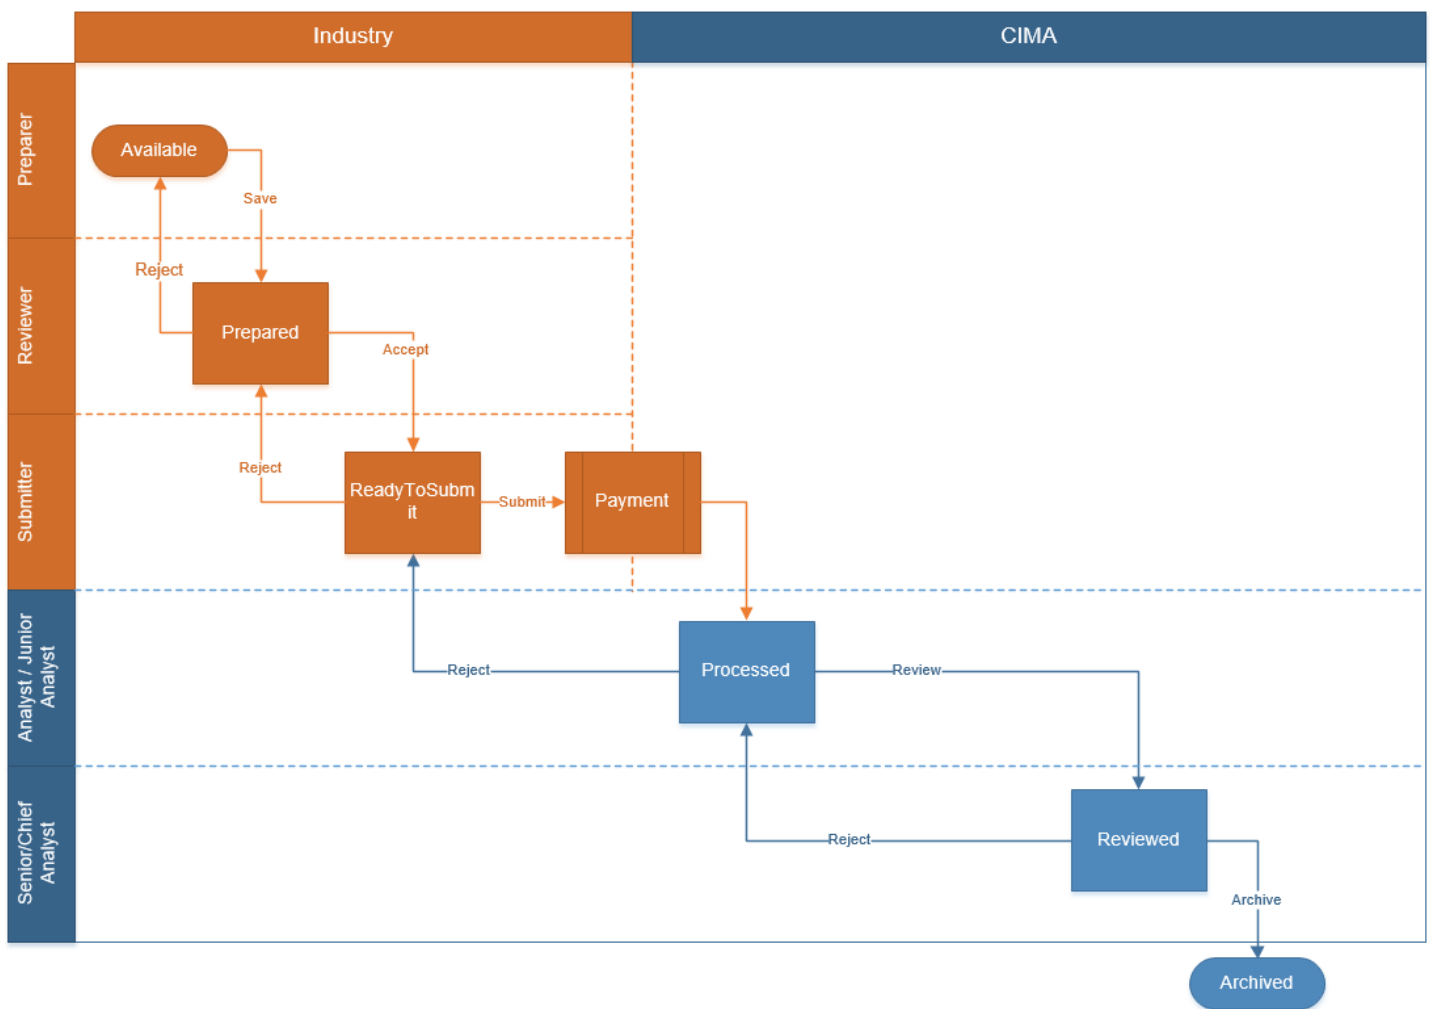 Industry
CIMA
Preparer
Available
Save
Reject
Reviewer
Prepared
Accept
Submitter
Reject
ReadyToSubm
it
Submit
Payment
Analyst / Junior
Analyst
Reject
Processed
Review
Senior/Chief
Analyst
Reject
Reviewed
Archive
Archived